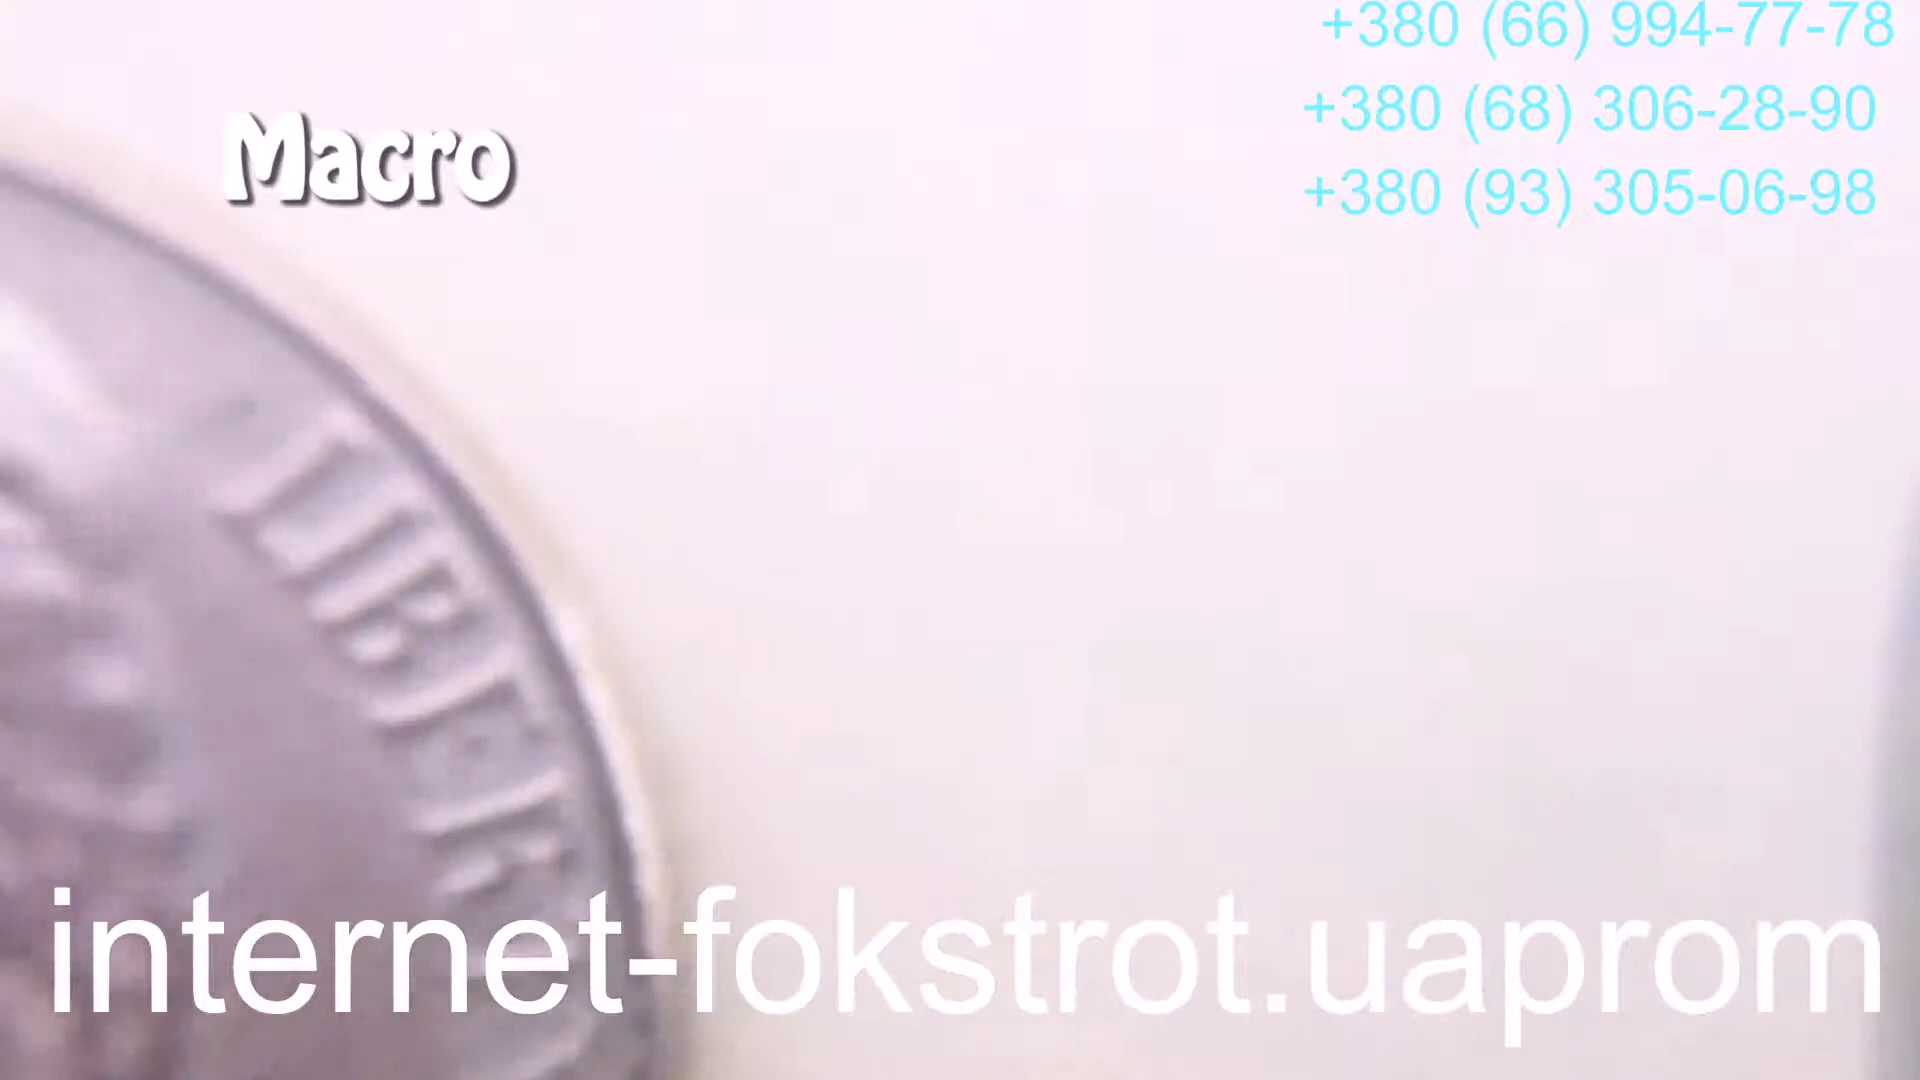 +380 (66) 994-77-78
Macro
+380 (68) 306-28-90
+380 (93) 305-06-98
LIBER
internet-fokstrot.uaprom